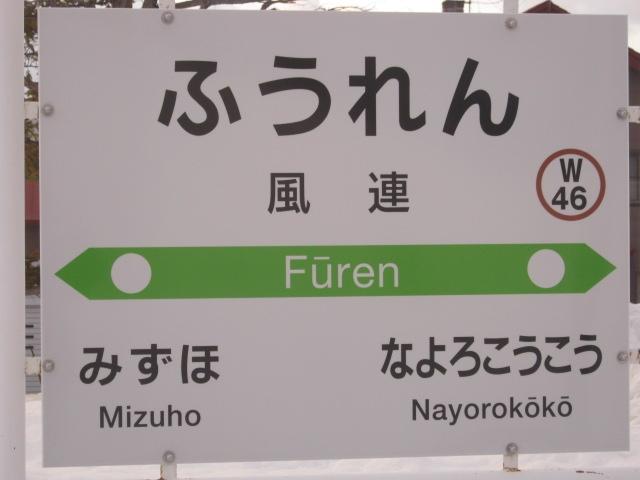 ふうれん
風 連
W
46
Fūren
みずほ
なよろこうこう
Mizuho
Nayorokōkō